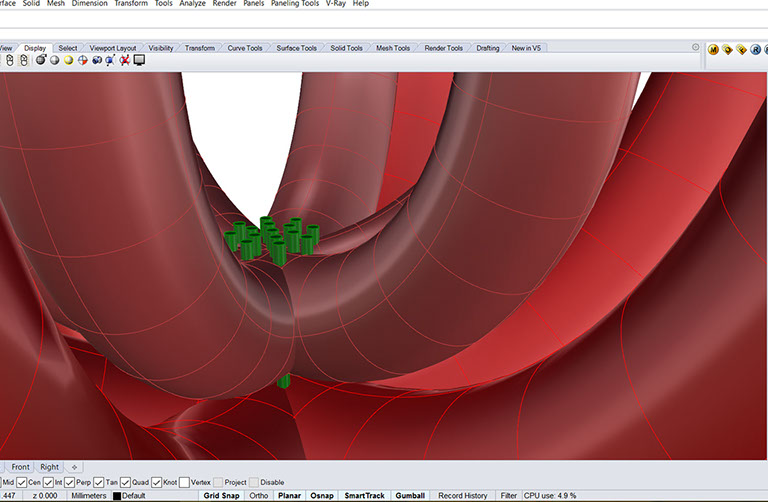 rface Solid Mesh Dimension Transform Tools Analyze Render Panels Paneling Tools V-Ray Help
View Display Select Viewport Layout Visibility Transform Curve Tools Surface Tools Solid Tools Mesh Tools Render Tools Drafting New in V5
M R
Front Right
Mid Cen Int Perp Tan Quad Knot Vertex Project Disable
.447 z 0.000 Millimeters Default Grid Snap Ortho Planar Osnap SmartTrack Gumball Record History Filter CPU use: 4.9 %